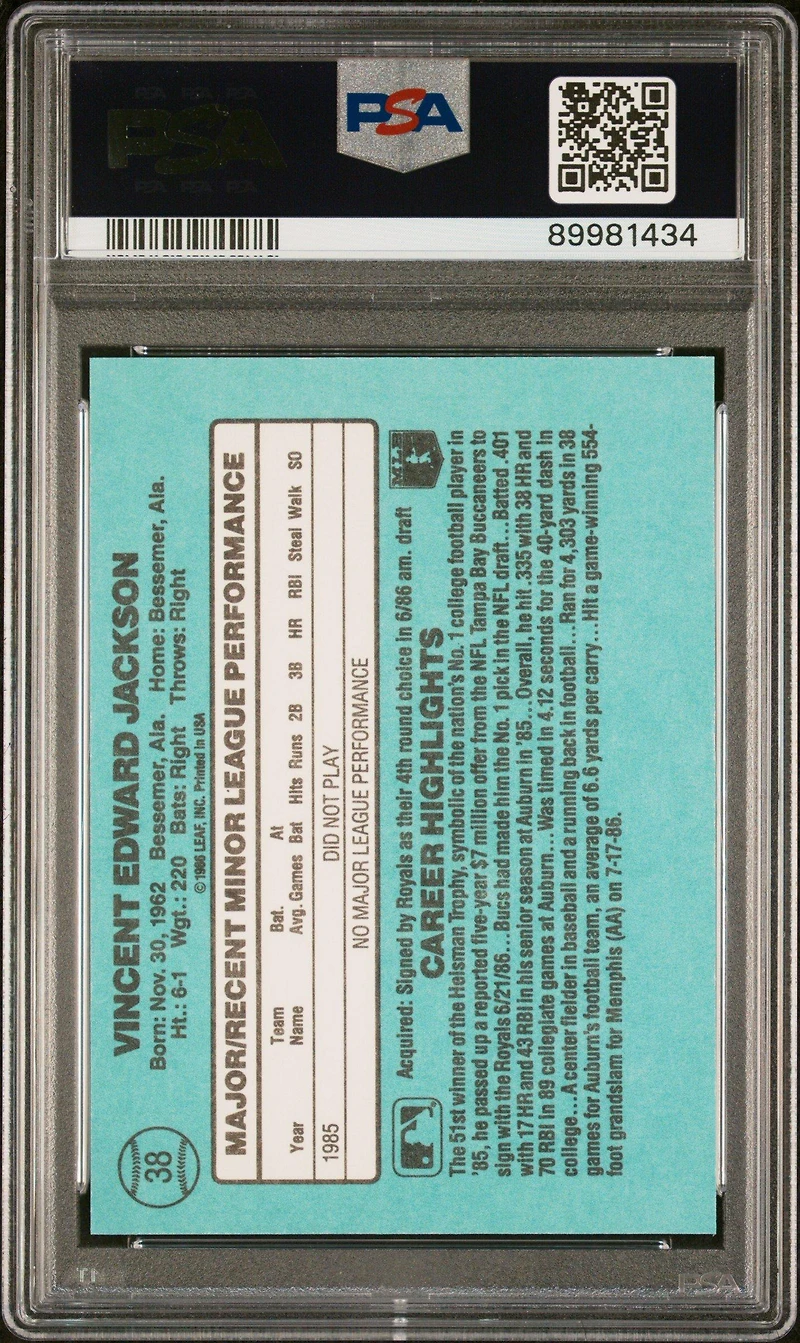 PSA PSA PSA
PSA
PSA PSA PSA
PSA
89981434
38
VINCENT EDWARD JACKSON
Born: Nov. 30, 1962 Bessemer, Ala. Home: Bessemer, Ala.
Ht.: 6-1 Wgt.: 220 Bats: Right Throws: Right
© 1986 LEAF, INC. Printed in USA
MAJOR/RECENT MINOR LEAGUE PERFORMANCE
Year Team Name Bat. Avg. Games At Bat Hits Runs 2B 3B HR RBI Steal Walk SO
1985 DID NOT PLAY
NO MAJOR LEAGUE PERFORMANCE
Acquired: Signed by Royals as their 4th round choice in 6/86 am. draft
MLB
CAREER HIGHLIGHTS
The 51st winner of the Heisman Trophy, symbolic of the nation's No. 1 college football player in
'85, he passed up a reported five-year $7 million offer from the NFL Tampa Bay Buccaneers to
sign with the Royals 6/21/86...Bucs had made him the No. 1 pick in the NFL draft...Batted .401
with 17 HR and 43 RBI in his senior season at Auburn in '85...Overall, he hit .335 with 38 HR and
70 RBI in 89 collegiate games at Auburn...Was timed in 4.12 seconds for the 40-yard dash in
college...A center fielder in baseball and a running back in football...Ran for 4,303 yards in 38
games for Auburn's football team, an average of 6.6 yards per carry...Hit a game-winning 554-
foot grandslam for Memphis (AA) on 7-17-86.
PSA